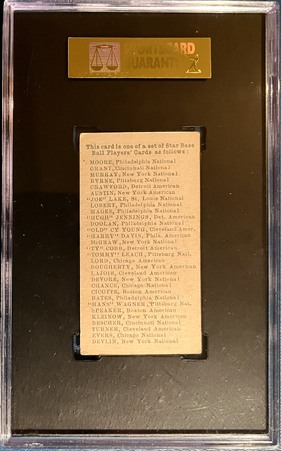 SPORTSCARD
GUARANTY
This card is one of a set of Star Base
Ball Players' Cards as follows:
MOORE, Philadelphia National
GRANT, Cincinnati National
MURRAY, New York National
BYRNE, Pittsburg National
CRAWFORD, Detroit American
AUSTIN, New York American
"JOE" LAKE, St. Louis National
LOBERT, Philadelphia National
MAGEE, Philadelphia National
"HUGH" JENNINGS, Det. American
DOOLAN, Philadelphia National
"OLD" CY YOUNG, Cleveland Amer.
"HARRY" DAVIS, Phila. American
McGRAW, New York National
"TY" COBB, Detroit American
"TOMMY" LEACH, Pittsburg Natl.
LORD, Chicago American
DOUGHERTY, New York American
LAJOIE, Cleveland American
DEVORE, New York National
CHANCE, Chicago National
CICOTTE, Boston American
BATES, Philadelphia National
"HANS" WAGNER, Pittsburg Nat.
SPEAKER, Boston American
KLEINOW, New York American
BESCHER, Cincinnati National
TURNER, Cleveland American
EVERS, Chicago National
DEVLIN, New York National